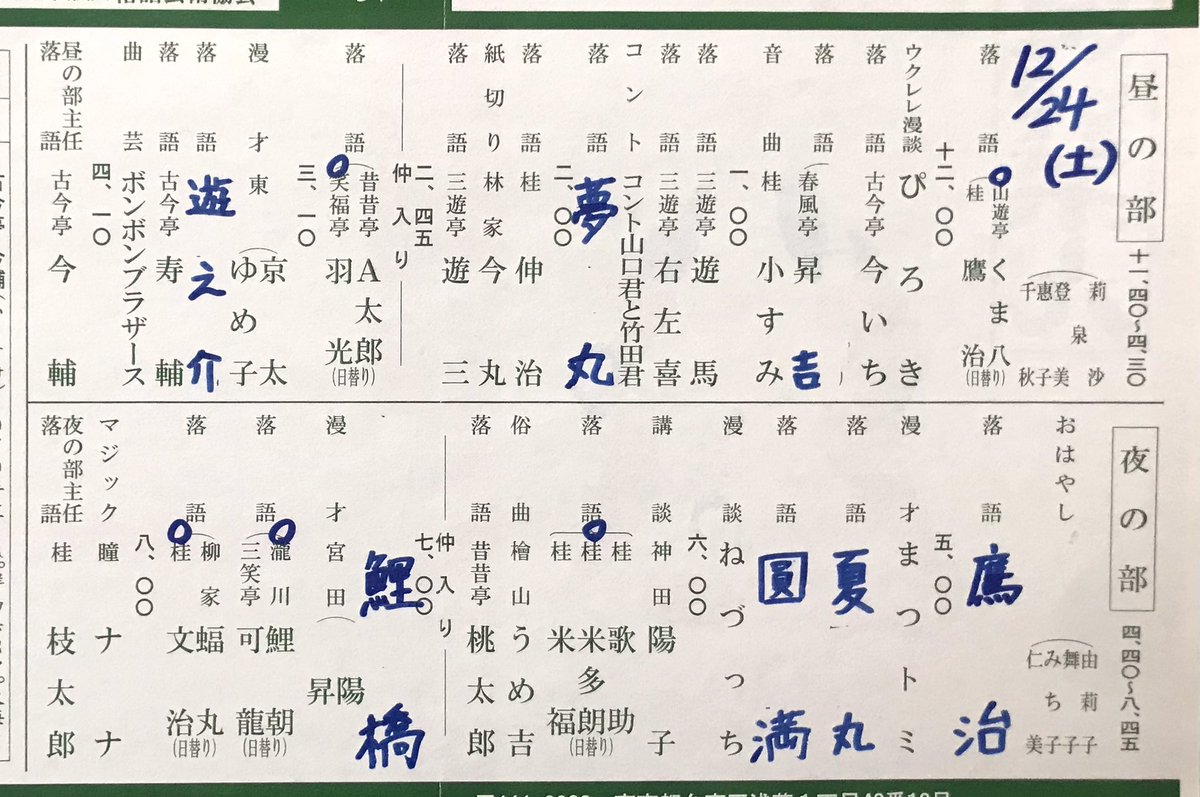 昼の部 十一、四〇〜四、三〇
12/24
(土)
莉沙
泉
登美
恵子
千秋
落語 山遊亭 くま八
桂 鷹治 (日替り)
十二、〇〇
ウクレレ漫談 ぴろき
落語 古今亭 今いち
落語 春風亭 昇吉
音曲 桂 小すみ
一、〇〇
落語 三遊亭 遊馬
落語 三遊亭 右左喜
コント コント山口君と竹田君
落語 夢丸
二、〇〇
落語 桂 伸治
紙切り 林家 今丸
落語 三遊亭 遊三
二、四五
仲入り
落語 昔昔亭 A太郎
笑福亭 羽光 (日替り)
三、一〇
漫才 東 京太
ゆめ子
落語 遊之介
落語 古今亭 寿輔
曲芸 ボンボンブラザース
四、一〇
昼の部主任
落語 古今亭 今輔
夜の部 四、四〇〜八、四五
おはやし
由莉子
舞子
みち子
仁美
落語 鷹治
五、〇〇
漫才 まつトミ
落語 夏丸
落語 圓満
漫談 ねづっち
六、〇〇
講談 神田 陽子
落語 桂 歌助
桂 米多朗
桂 米福 (日替り)
俗曲 檜山 うめ吉
落語 昔昔亭 桃太郎
仲入り
七、〇〇
鯉橋
漫才 宮田 陽
昇
落語 瀧川 鯉朝
三笑亭 可龍 (日替り)
落語 柳家 蝠丸
桂 文治 (日替り)
八、〇〇
マジック 瞳ナナ
夜の部主任
落語 桂 枝太郎